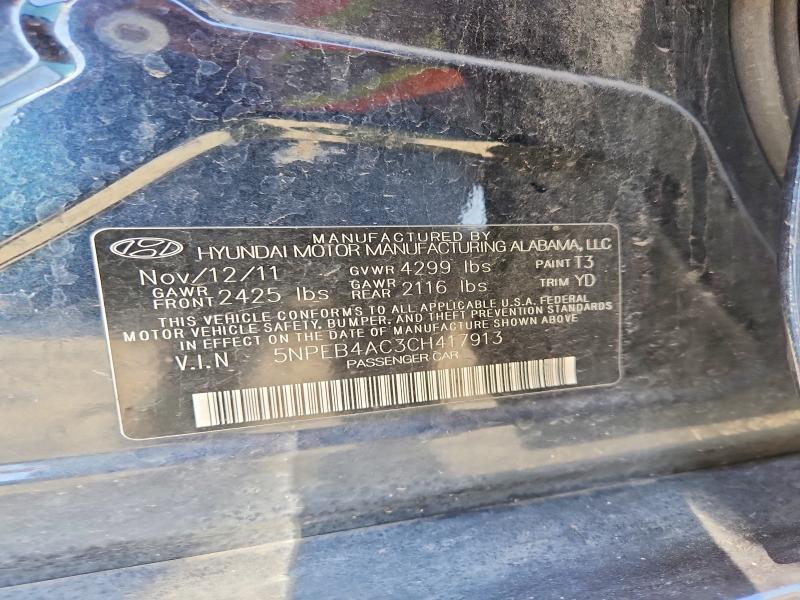 MANUFACTURED BY
HYUNDAI MOTOR MANUFACTURING ALABAMA, LLC
Nov/12/11 GVWR 4299 lbs PAINT T3
GAWR FRONT 2425 lbs GAWR REAR 2116 lbs TRIM YD
THIS VEHICLE CONFORMS TO ALL APPLICABLE U.S.A. FEDERAL
MOTOR VEHICLE SAFETY, BUMPER, AND THEFT PREVENTION STANDARDS
IN EFFECT ON THE DATE OF MANUFACTURE SHOWN ABOVE
V.I.N 5NPEB4AC3CH417913
PASSENGER CAR